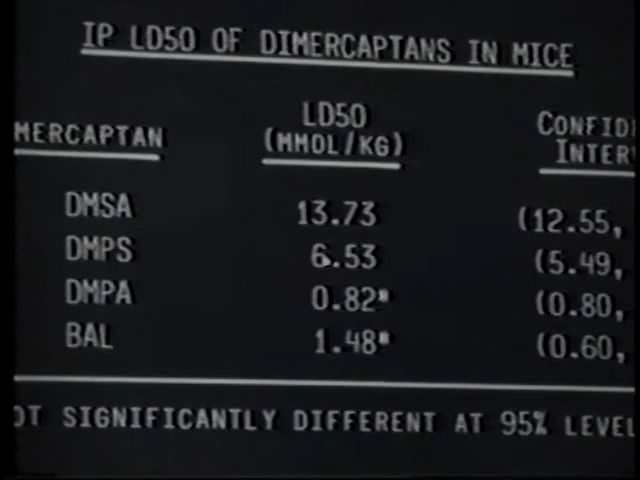 IP LD50 OF DIMERCAPTANS IN MICE
MERCAPTAN LD50 (MMOL/KG) CONFID INTER
DMSA 13.73 (12.55,
DMPS 6.53 (5.49,
DMPA 0.82* (0.80,
BAL 1.48* (0.60,
OT SIGNIFICANTLY DIFFERENT AT 95% LEVEL